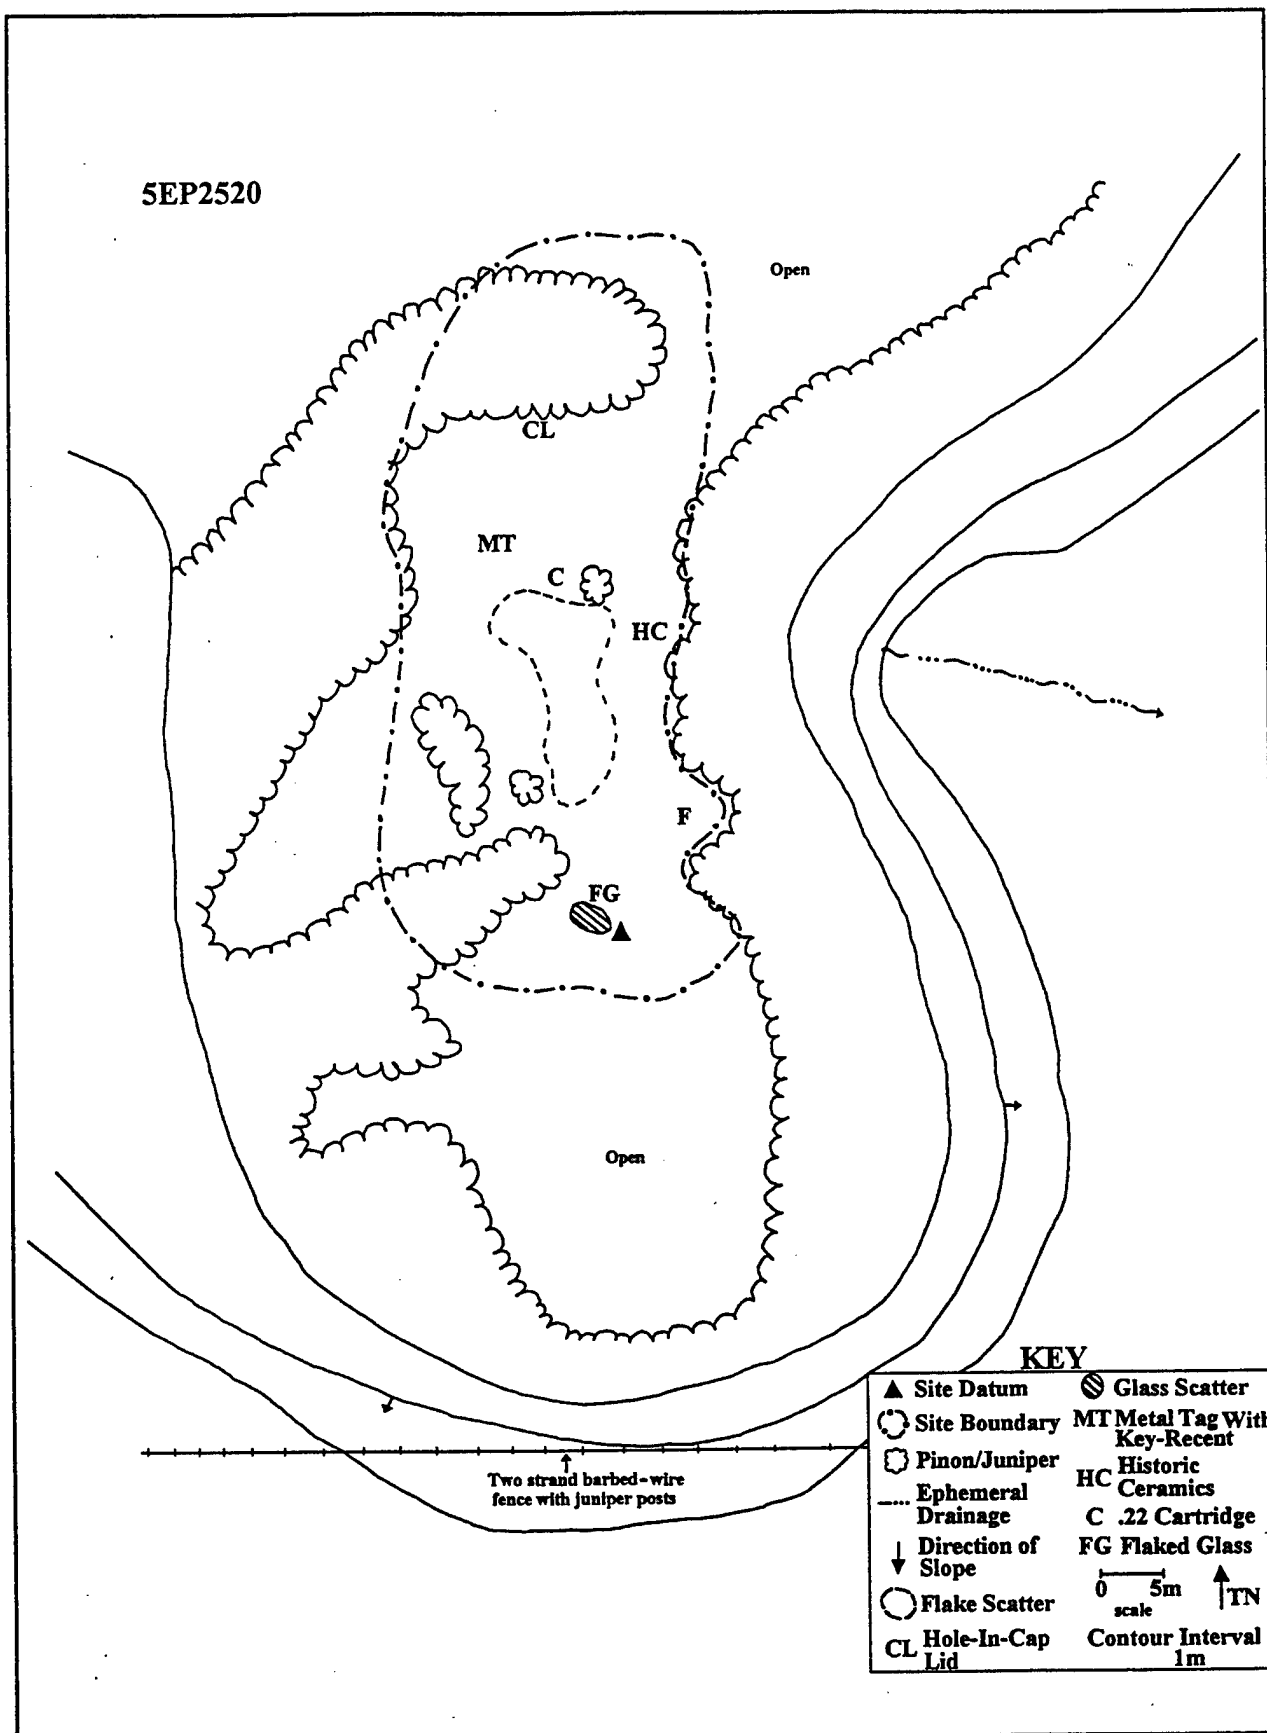 5EP2520
Open
CL
MT
C
HC
F
FG
Open
Two strand barbed-wire
fence with juniper posts
KEY
Site Datum
Site Boundary
Pinon/Juniper
Ephemeral
Drainage
Direction of
Slope
Flake Scatter
CL Hole-In-Cap
Lid
Glass Scatter
MT Metal Tag With
Key-Recent
HC Historic
Ceramics
C .22 Cartridge
FG Flaked Glass
0 5m
scale
TN
Contour Interval
1m